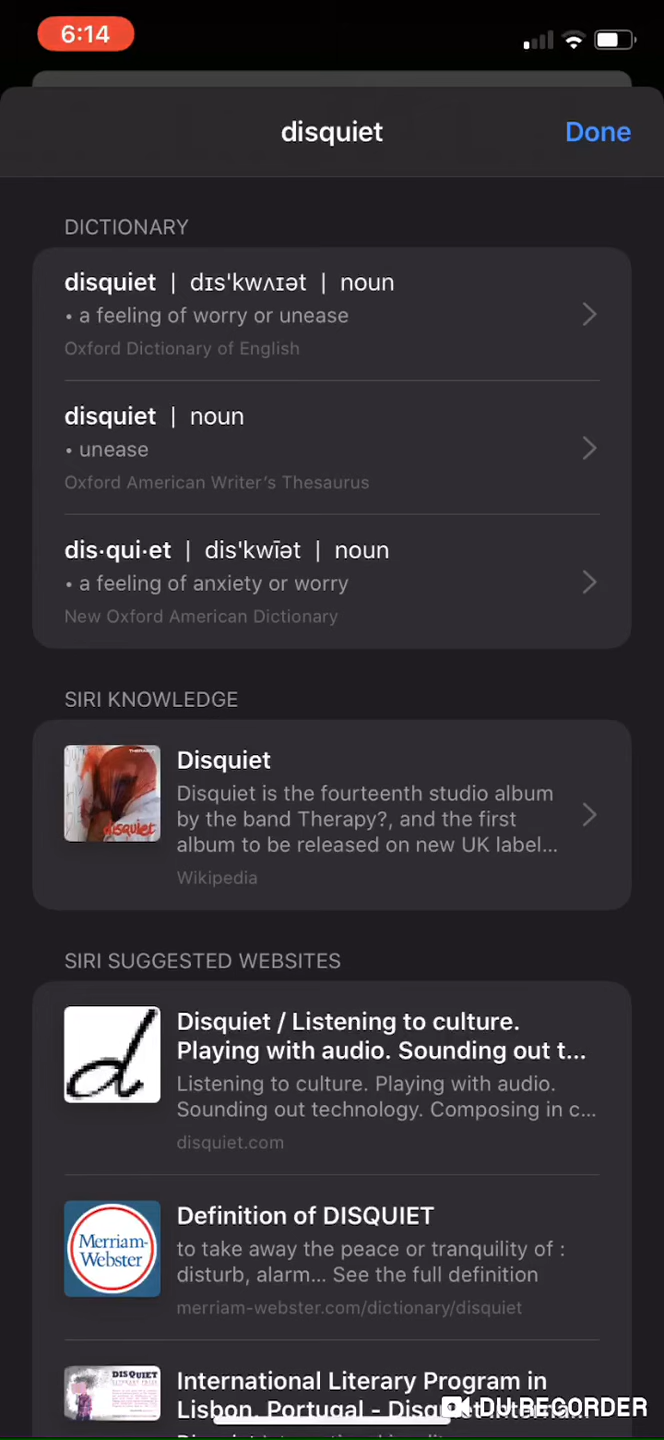 6:14
disquiet
Done
DICTIONARY
disquiet | dɪsˈkwʌɪət | noun
• a feeling of worry or unease
Oxford Dictionary of English
disquiet | noun
• unease
Oxford American Writer's Thesaurus
dis·qui·et | disˈkwīət | noun
• a feeling of anxiety or worry
New Oxford American Dictionary
SIRI KNOWLEDGE
disquiet
Disquiet
Disquiet is the fourteenth studio album
by the band Therapy?, and the first
album to be released on new UK label...
Wikipedia
SIRI SUGGESTED WEBSITES
d
Disquiet / Listening to culture.
Playing with audio. Sounding out t...
Listening to culture. Playing with audio.
Sounding out technology. Composing in c...
disquiet.com
Merriam-
Webster
Definition of DISQUIET
to take away the peace or tranquility of :
disturb, alarm... See the full definition
merriam-webster.com/dictionary/disquiet
DISQUIET
International Literary Program in
Lisbon, Portugal -
DU RECORDER